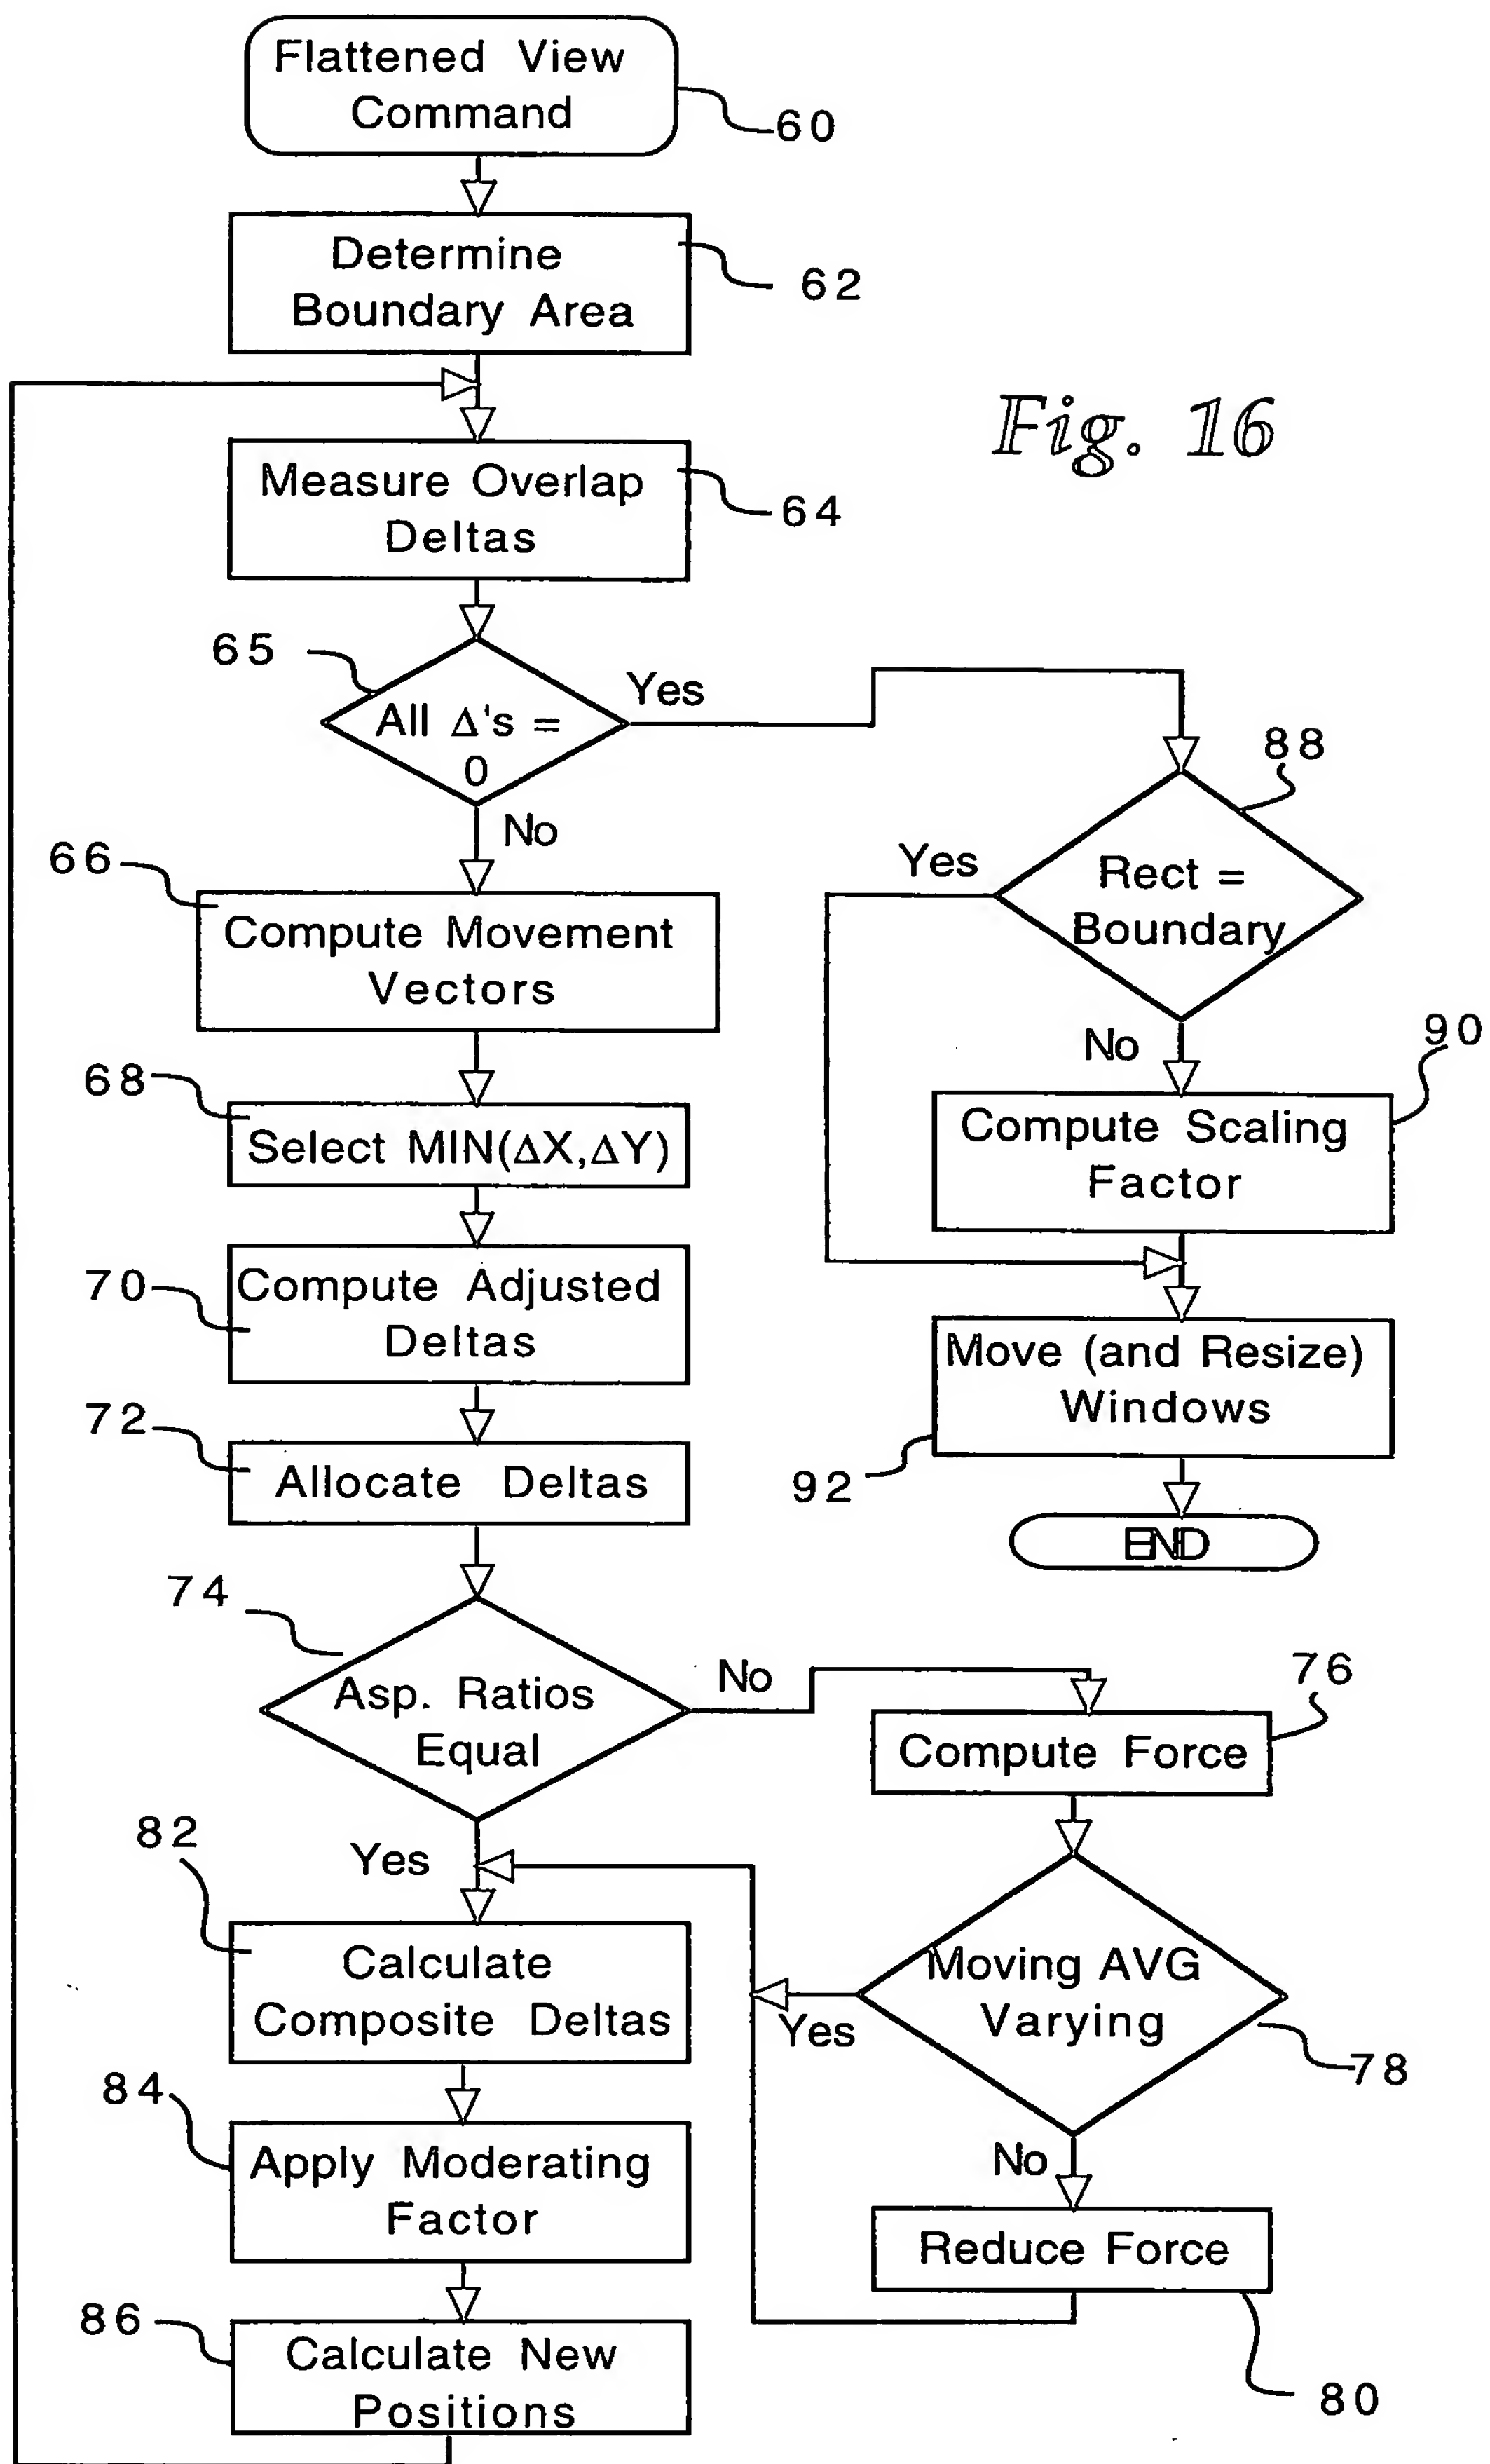 Flattened View
Command
60
Determine
Boundary Area
62
Fig. 16
Measure Overlap
Deltas
64
65
All Δ's =
0
Yes
No
88
Rect =
Boundary
Yes
No
66
Compute Movement
Vectors
68
Select MIN(ΔX,ΔY)
90
Compute Scaling
Factor
70
Compute Adjusted
Deltas
Move (and Resize)
Windows
92
72
Allocate Deltas
END
74
Asp. Ratios
Equal
No
Yes
76
Compute Force
Moving AVG
Varying
78
Yes
No
82
Calculate
Composite Deltas
84
Apply Moderating
Factor
Reduce Force
80
86
Calculate New
Positions